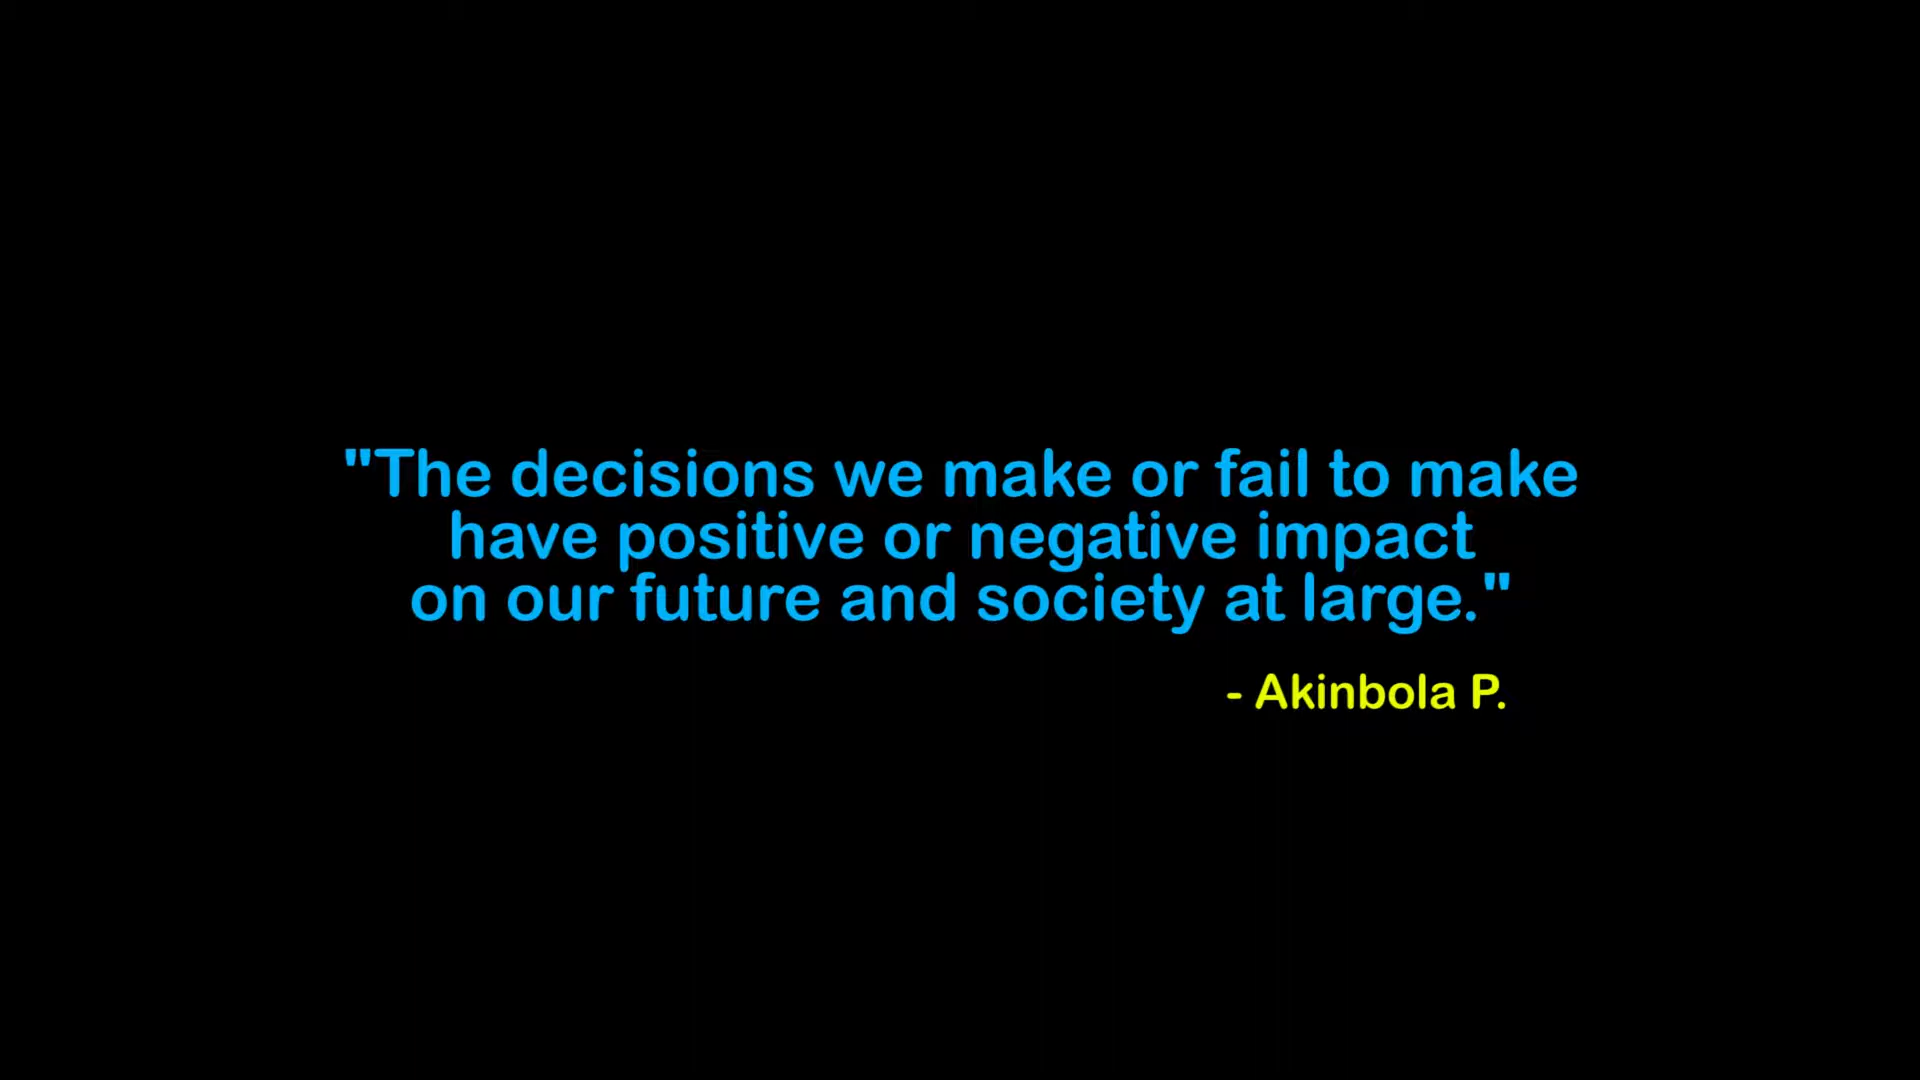 "The decisions we make or fail to make
have positive or negative impact
on our future and society at large."
- Akinbola P.